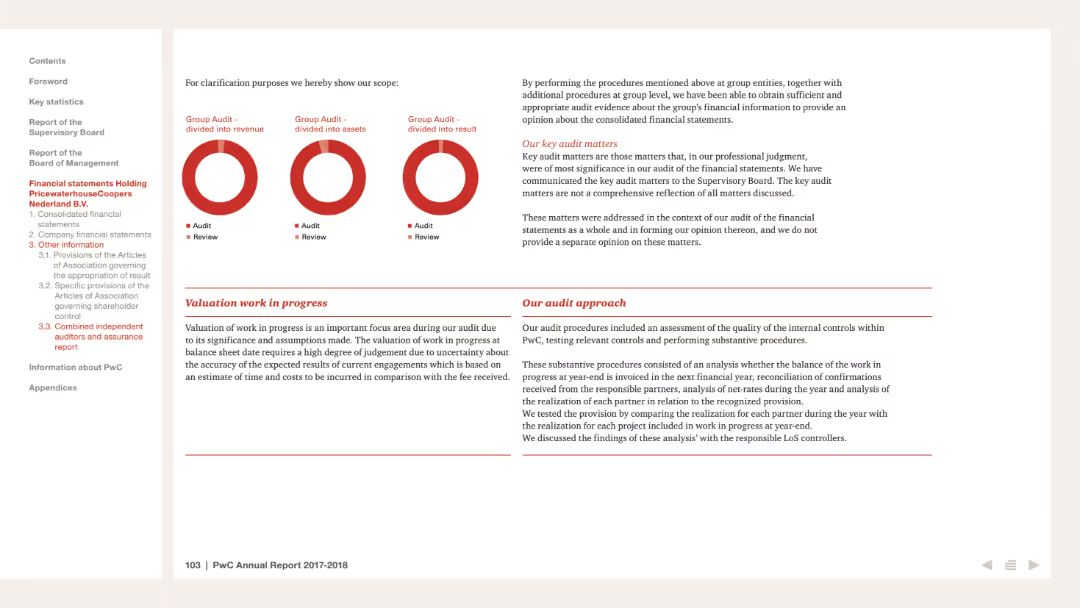 Contents
Foreword
Key statistics
Report of the
Supervisory Board
Report of the
Board of Management
Financial statements Holding
PricewaterhouseCoopers
Nederland B.V.
1. Consolidated financial
statements
2. Company financial statements
3. Other information
3.1. Provisions of the Articles
of Association governing
the appropriation of result
3.2. Specific provisions of the
Articles of Association
governing shareholder
control
3.3. Combined independent
auditors and assurance
report
Information about PwC
Appendices
For clarification purposes we hereby show our scope:
Group Audit -
divided into revenue
Audit
Review
Group Audit -
divided into assets
Audit
Review
Group Audit -
divided into result
Audit
Review
By performing the procedures mentioned above at group entities, together with
additional procedures at group level, we have been able to obtain sufficient and
appropriate audit evidence about the group's financial information to provide an
opinion about the consolidated financial statements.
Our key audit matters
Key audit matters are those matters that, in our professional judgment,
were of most significance in our audit of the financial statements. We have
communicated the key audit matters to the Supervisory Board. The key audit
matters are not a comprehensive reflection of all matters discussed.
These matters were addressed in the context of our audit of the financial
statements as a whole and in forming our opinion thereon, and we do not
provide a separate opinion on these matters.
Valuation work in progress
Valuation of work in progress is an important focus area during our audit due
to its significance and assumptions made. The valuation of work in progress at
balance sheet date requires a high degree of judgement due to uncertainty about
the accuracy of the expected results of current engagements which is based on
an estimate of time and costs to be incurred in comparison with the fee received.
Our audit approach
Our audit procedures included an assessment of the quality of the internal controls within
PwC, testing relevant controls and performing substantive procedures.
These substantive procedures consisted of an analysis whether the balance of the work in
progress at year-end is invoiced in the next financial year, reconciliation of confirmations
received from the responsible partners, analysis of net-rates during the year and analysis of
the realization of each partner in relation to the recognized provision.
We tested the provision by comparing the realization for each partner during the year with
the realization for each project included in work in progress at year-end.
We discussed the findings of these analysis' with the responsible LoS controllers.
103 | PwC Annual Report 2017-2018